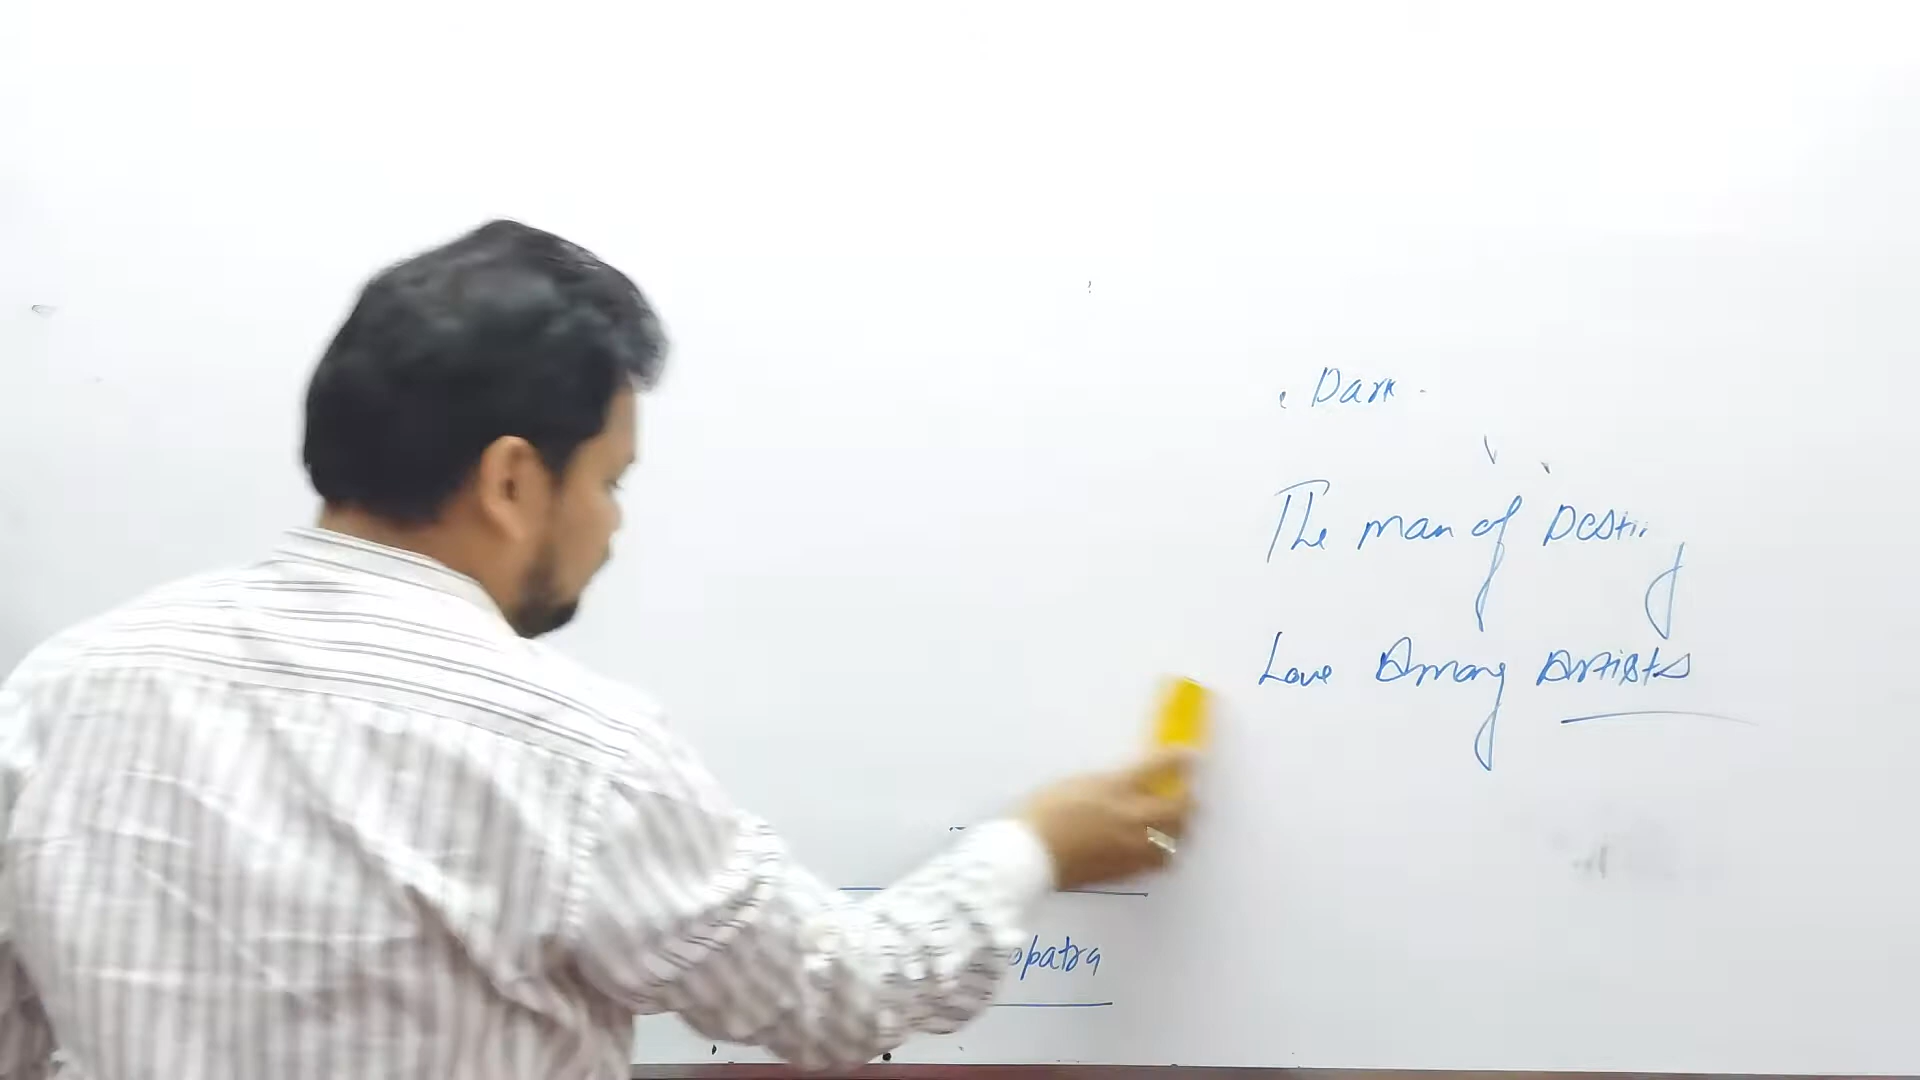 Dark
The man of Destiny
Love Among Artists
opatra